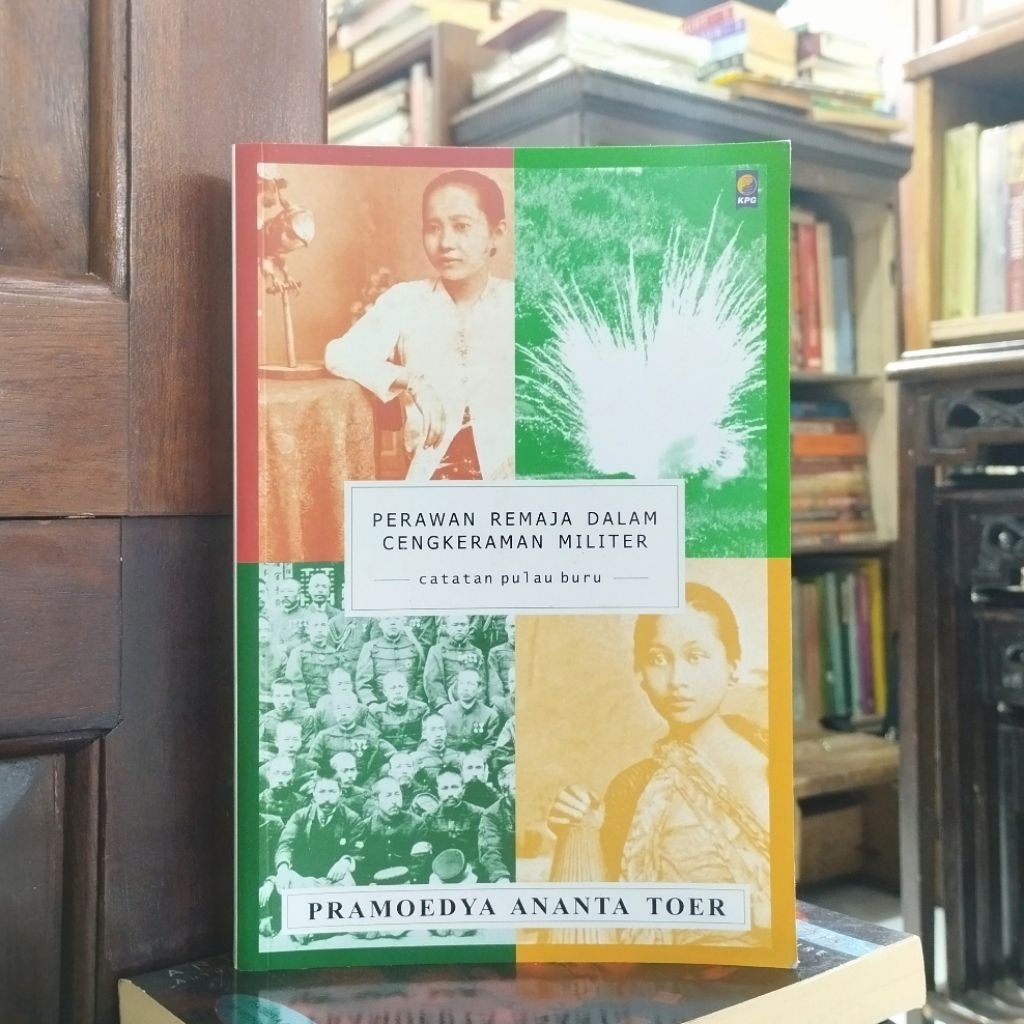 KPG
PERAWAN REMAJA DALAM
CENGKERAMAN MILITER
catatan pulau buru
PRAMOEDYA ANANTA TOER